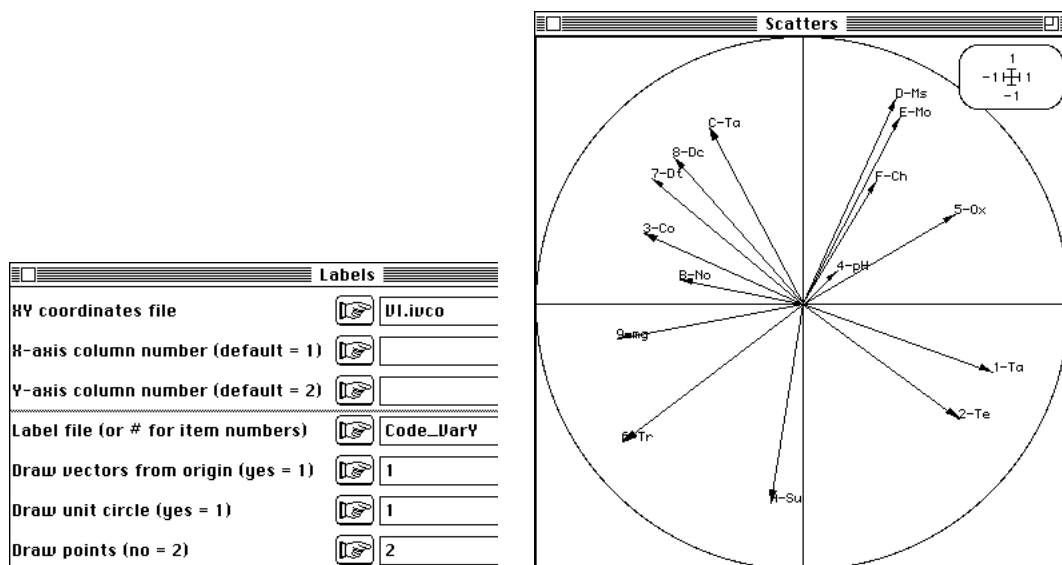 Labels
XY coordinates file VI.ivco
X-axis column number (default = 1)
Y-axis column number (default = 2)
Label file (or # for item numbers) Code_VarY
Draw vectors from origin (yes = 1) 1
Draw unit circle (yes = 1) 1
Draw points (no = 2) 2
Scatters
1
-1 1
-1
D-Ms
E-Mo
C-Ta
8-Dc
7-Dt
F-Ch
5-Ox
3-Co
4-pH
B-No
9-mg
1-Ta
2-Te
6-Tr
A-Su